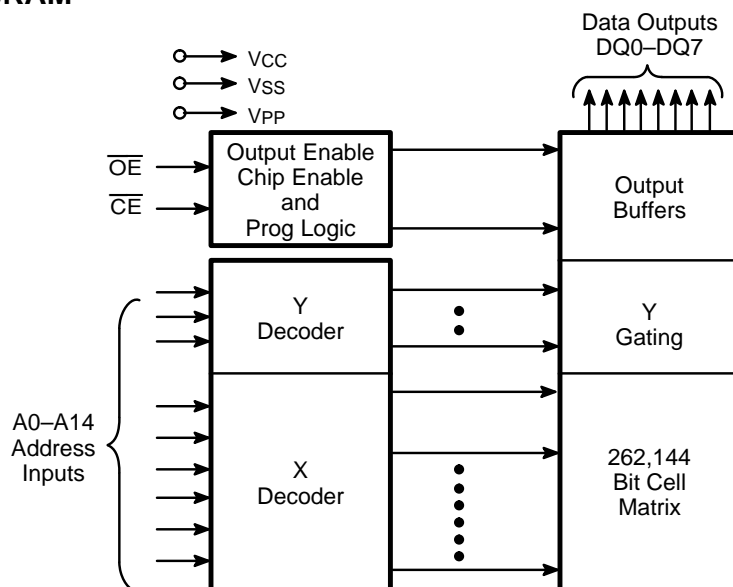 Data Outputs
DQ0–DQ7
VCC
VSS
VPP
OE
CE
Output Enable
Chip Enable
and
Prog Logic
Output
Buffers
Y
Decoder
Y
Gating
A0–A14
Address
Inputs
X
Decoder
262,144
Bit Cell
Matrix